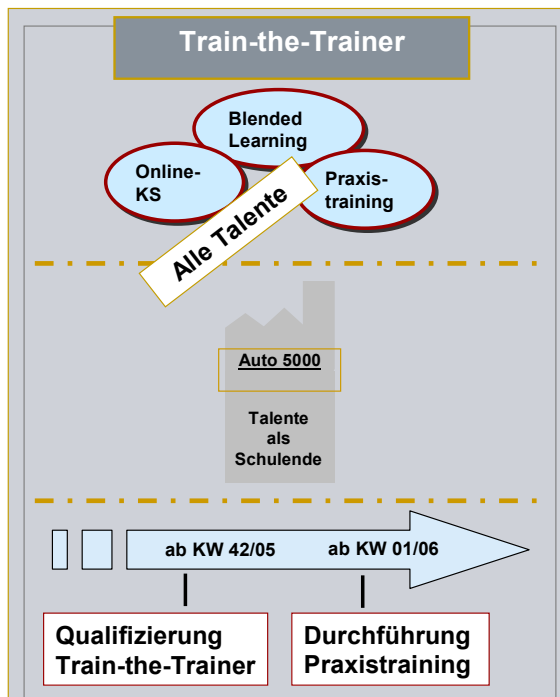 Train-the-Trainer
Blended
Learning
Online-
KS
Praxis-
training
Alle Talente
Auto 5000
Talente
als
Schulende
ab KW 42/05
ab KW 01/06
Qualifizierung
Train-the-Trainer
Durchführung
Praxistraining